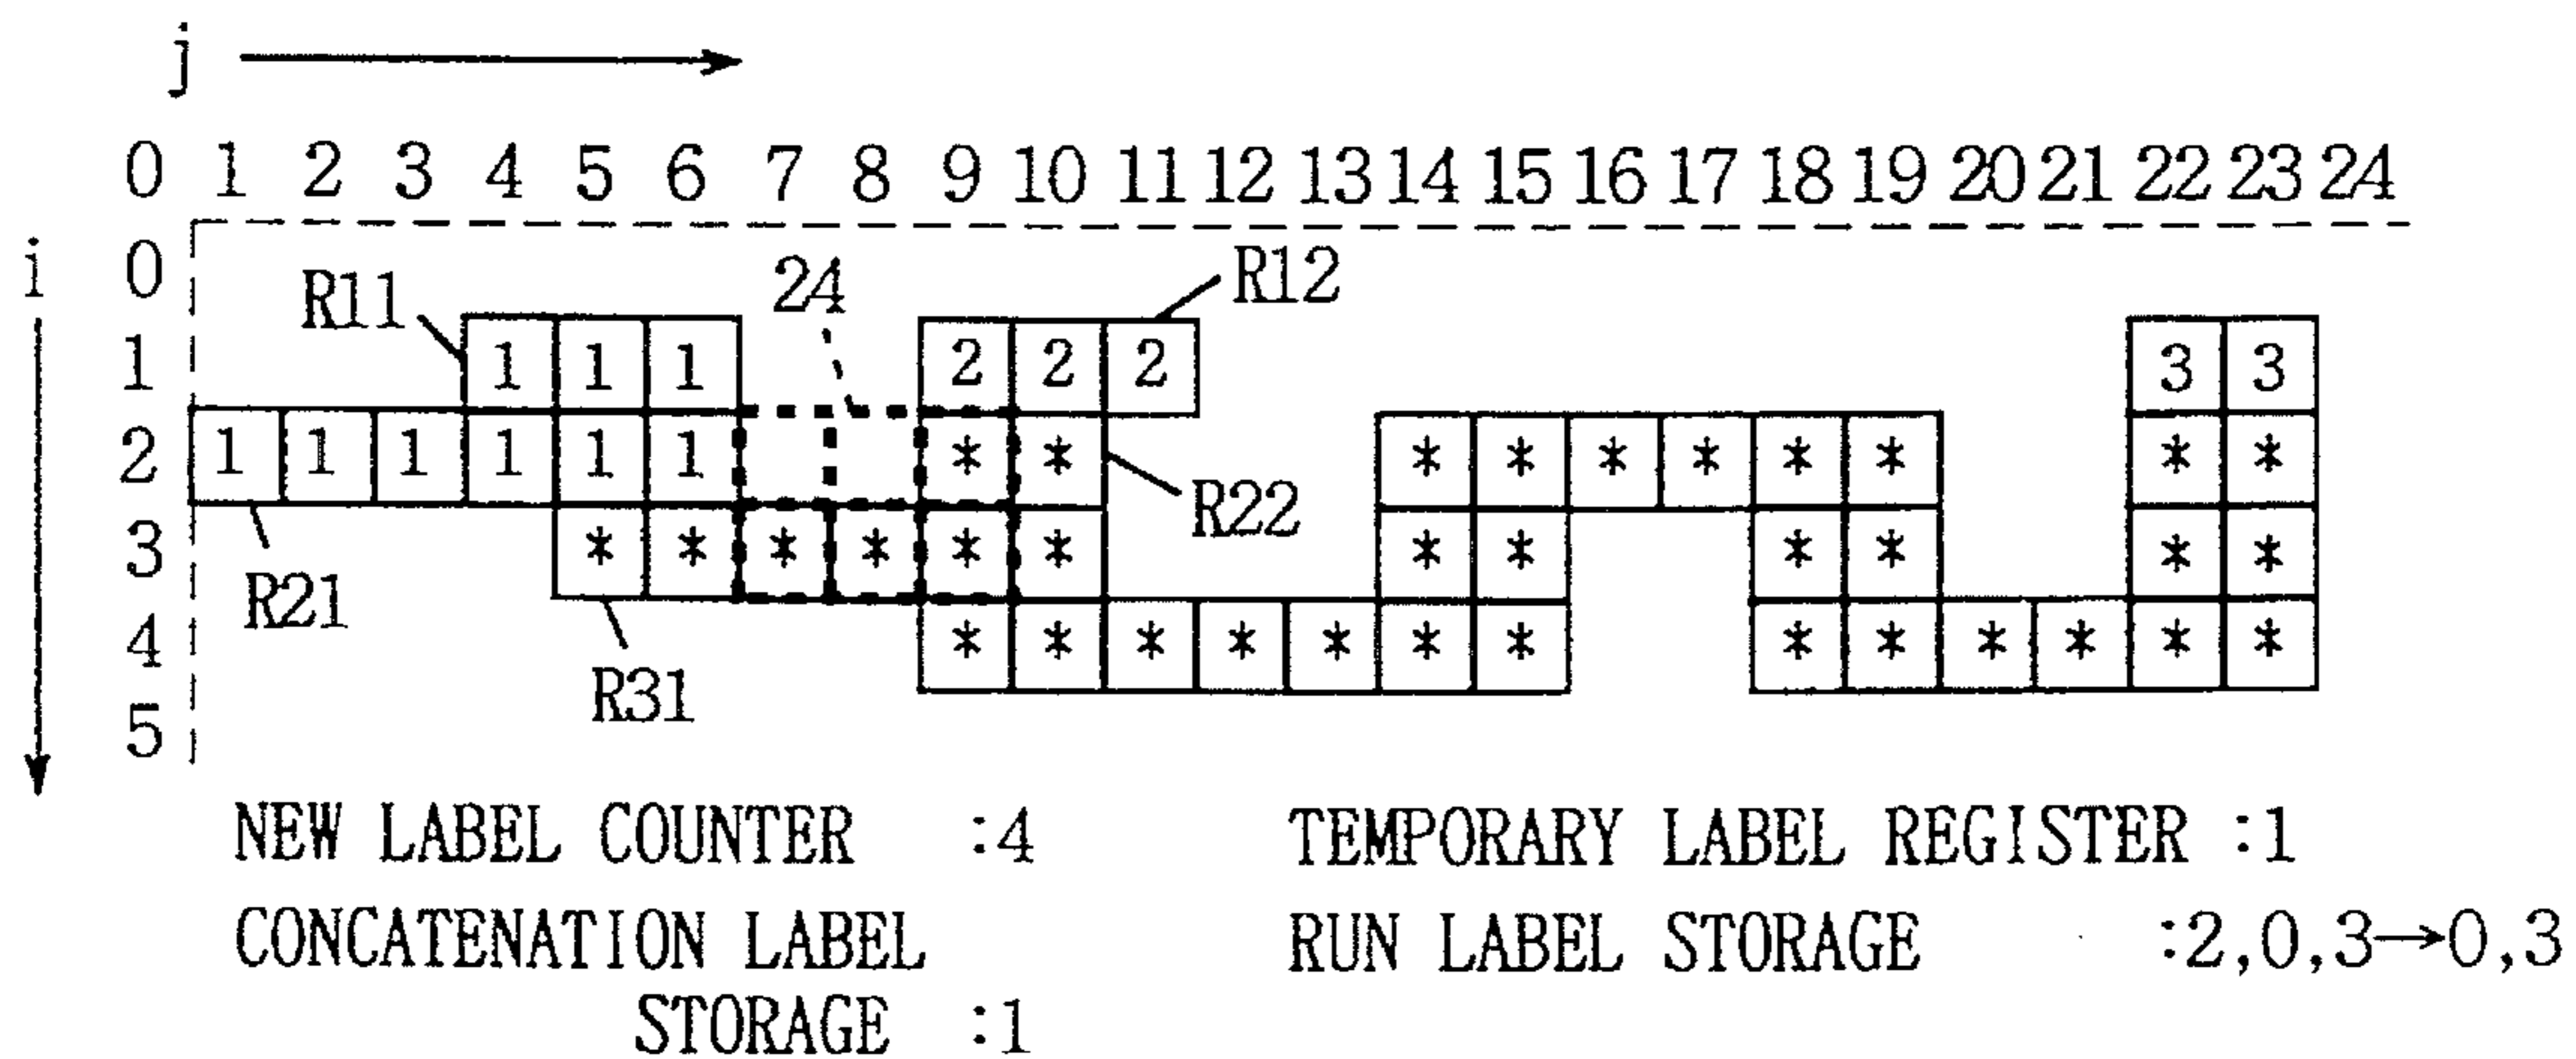 j
0 1 2 3 4 5 6 7 8 9 10 11 12 13 14 15 16 17 18 19 20 21 22 23 24
i 0
R11 24 R12
1 1 1 1 2 2 2 3 3
2 1 1 1 1 1 1 * * * * * * * * * *
R22
3 * * * * * * * * * * * *
R21
4 * * * * * * * * * * * * *
R31
5
NEW LABEL COUNTER :4 TEMPORARY LABEL REGISTER :1
CONCATENATION LABEL RUN LABEL STORAGE :2,0,3→0,3
STORAGE :1